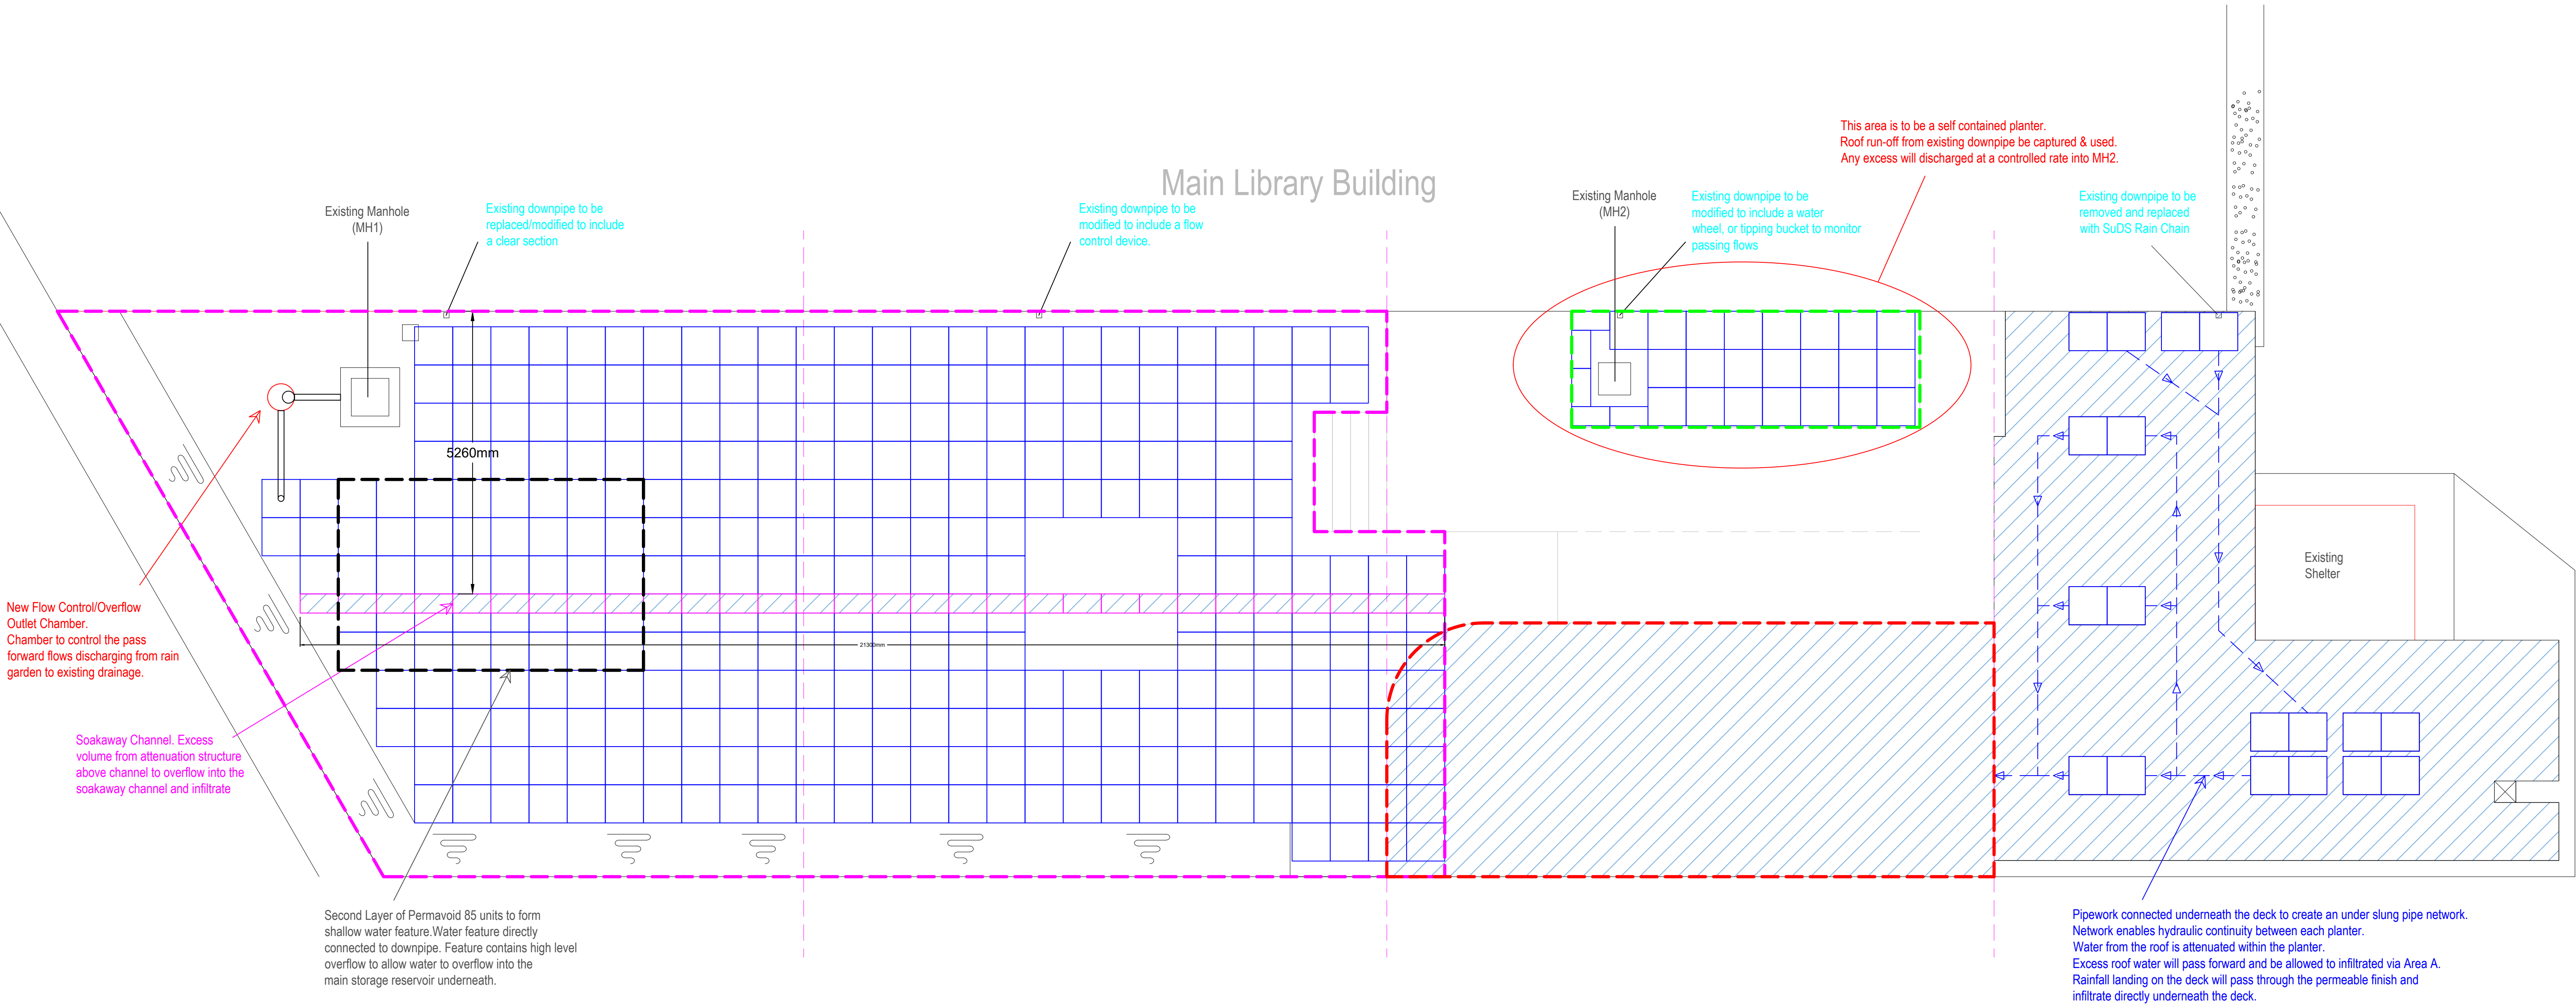 Main Library Building
This area is to be a self contained planter.
Roof run-off from existing downpipe be captured & used.
Any excess will discharged at a controlled rate into MH2.
Existing Manhole
(MH1)
Existing downpipe to be
replaced/modified to include
a clear section
Existing downpipe to be
modified to include a flow
control device.
Existing Manhole
(MH2)
Existing downpipe to be
modified to include a water
wheel, or tipping bucket to monitor
passing flows
Existing downpipe to be
removed and replaced
with SuDS Rain Chain
5260mm
Existing
Shelter
New Flow Control/Overflow
Outlet Chamber.
Chamber to control the pass
forward flows discharging from rain
garden to existing drainage.
21300mm
Soakaway Channel. Excess
volume from attenuation structure
above channel to overflow into the
soakaway channel and infiltrate
Second Layer of Permavoid 85 units to form
shallow water feature.Water feature directly
connected to downpipe. Feature contains high level
overflow to allow water to overflow into the
main storage reservoir underneath.
Pipework connected underneath the deck to create an under slung pipe network.
Network enables hydraulic continuity between each planter.
Water from the roof is attenuated within the planter.
Excess roof water will pass forward and be allowed to infiltrated via Area A.
Rainfall landing on the deck will pass through the permeable finish and
infiltrate directly underneath the deck.